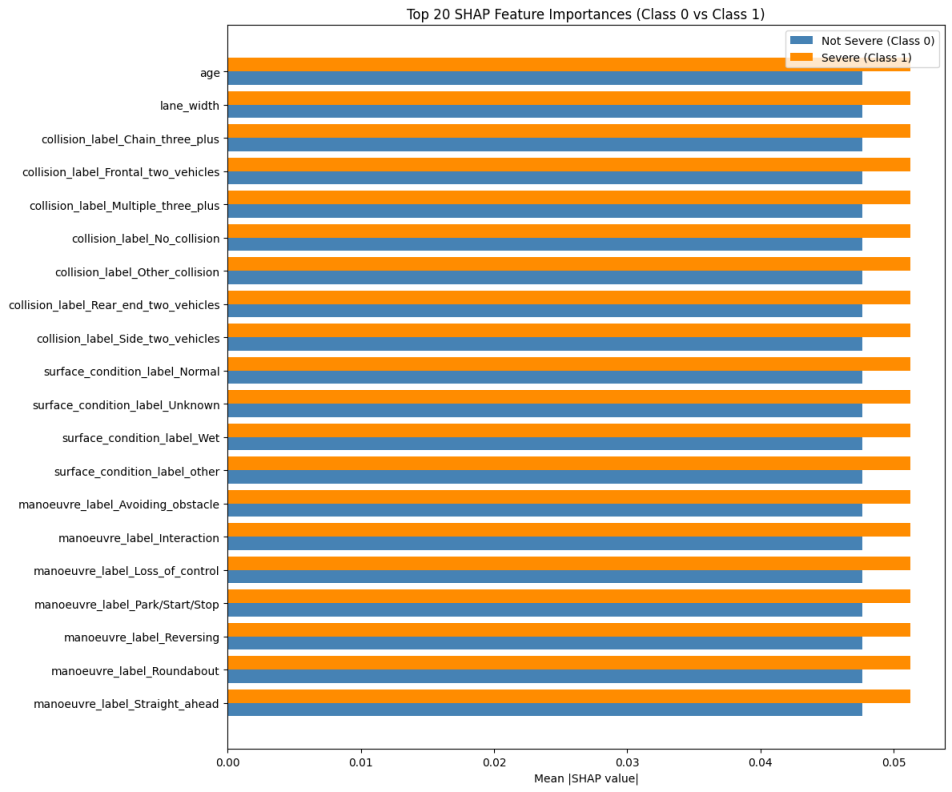 Top 20 SHAP Feature Importances (Class 0 vs Class 1)
Not Severe (Class 0)
Severe (Class 1)
age
lane_width
collision_label_Chain_three_plus
collision_label_Frontal_two_vehicles
collision_label_Multiple_three_plus
collision_label_No_collision
collision_label_Other_collision
collision_label_Rear_end_two_vehicles
collision_label_Side_two_vehicles
surface_condition_label_Normal
surface_condition_label_Unknown
surface_condition_label_Wet
surface_condition_label_other
manoeuvre_label_Avoiding_obstacle
manoeuvre_label_Interaction
manoeuvre_label_Loss_of_control
manoeuvre_label_Park/Start/Stop
manoeuvre_label_Reversing
manoeuvre_label_Roundabout
manoeuvre_label_Straight_ahead
0.00 0.01 0.02 0.03 0.04 0.05
Mean |SHAP value|